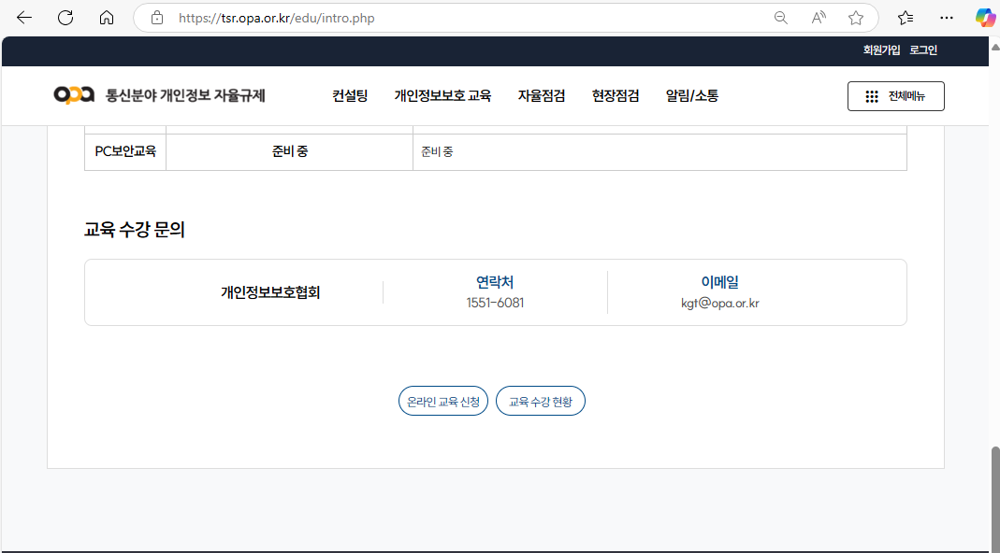 https://tsr.opa.or.kr/edu/intro.php
회원가입 로그인
opa 통신분야 개인정보 자율규제 컨설팅 개인정보보호 교육 자율점검 현장점검 알림/소통 전체메뉴
PC보안교육 준비 중 준비 중
교육 수강 문의
개인정보보호협회
연락처
1551-6081
이메일
kgt@opa.or.kr
온라인 교육 신청 교육 수강 현황